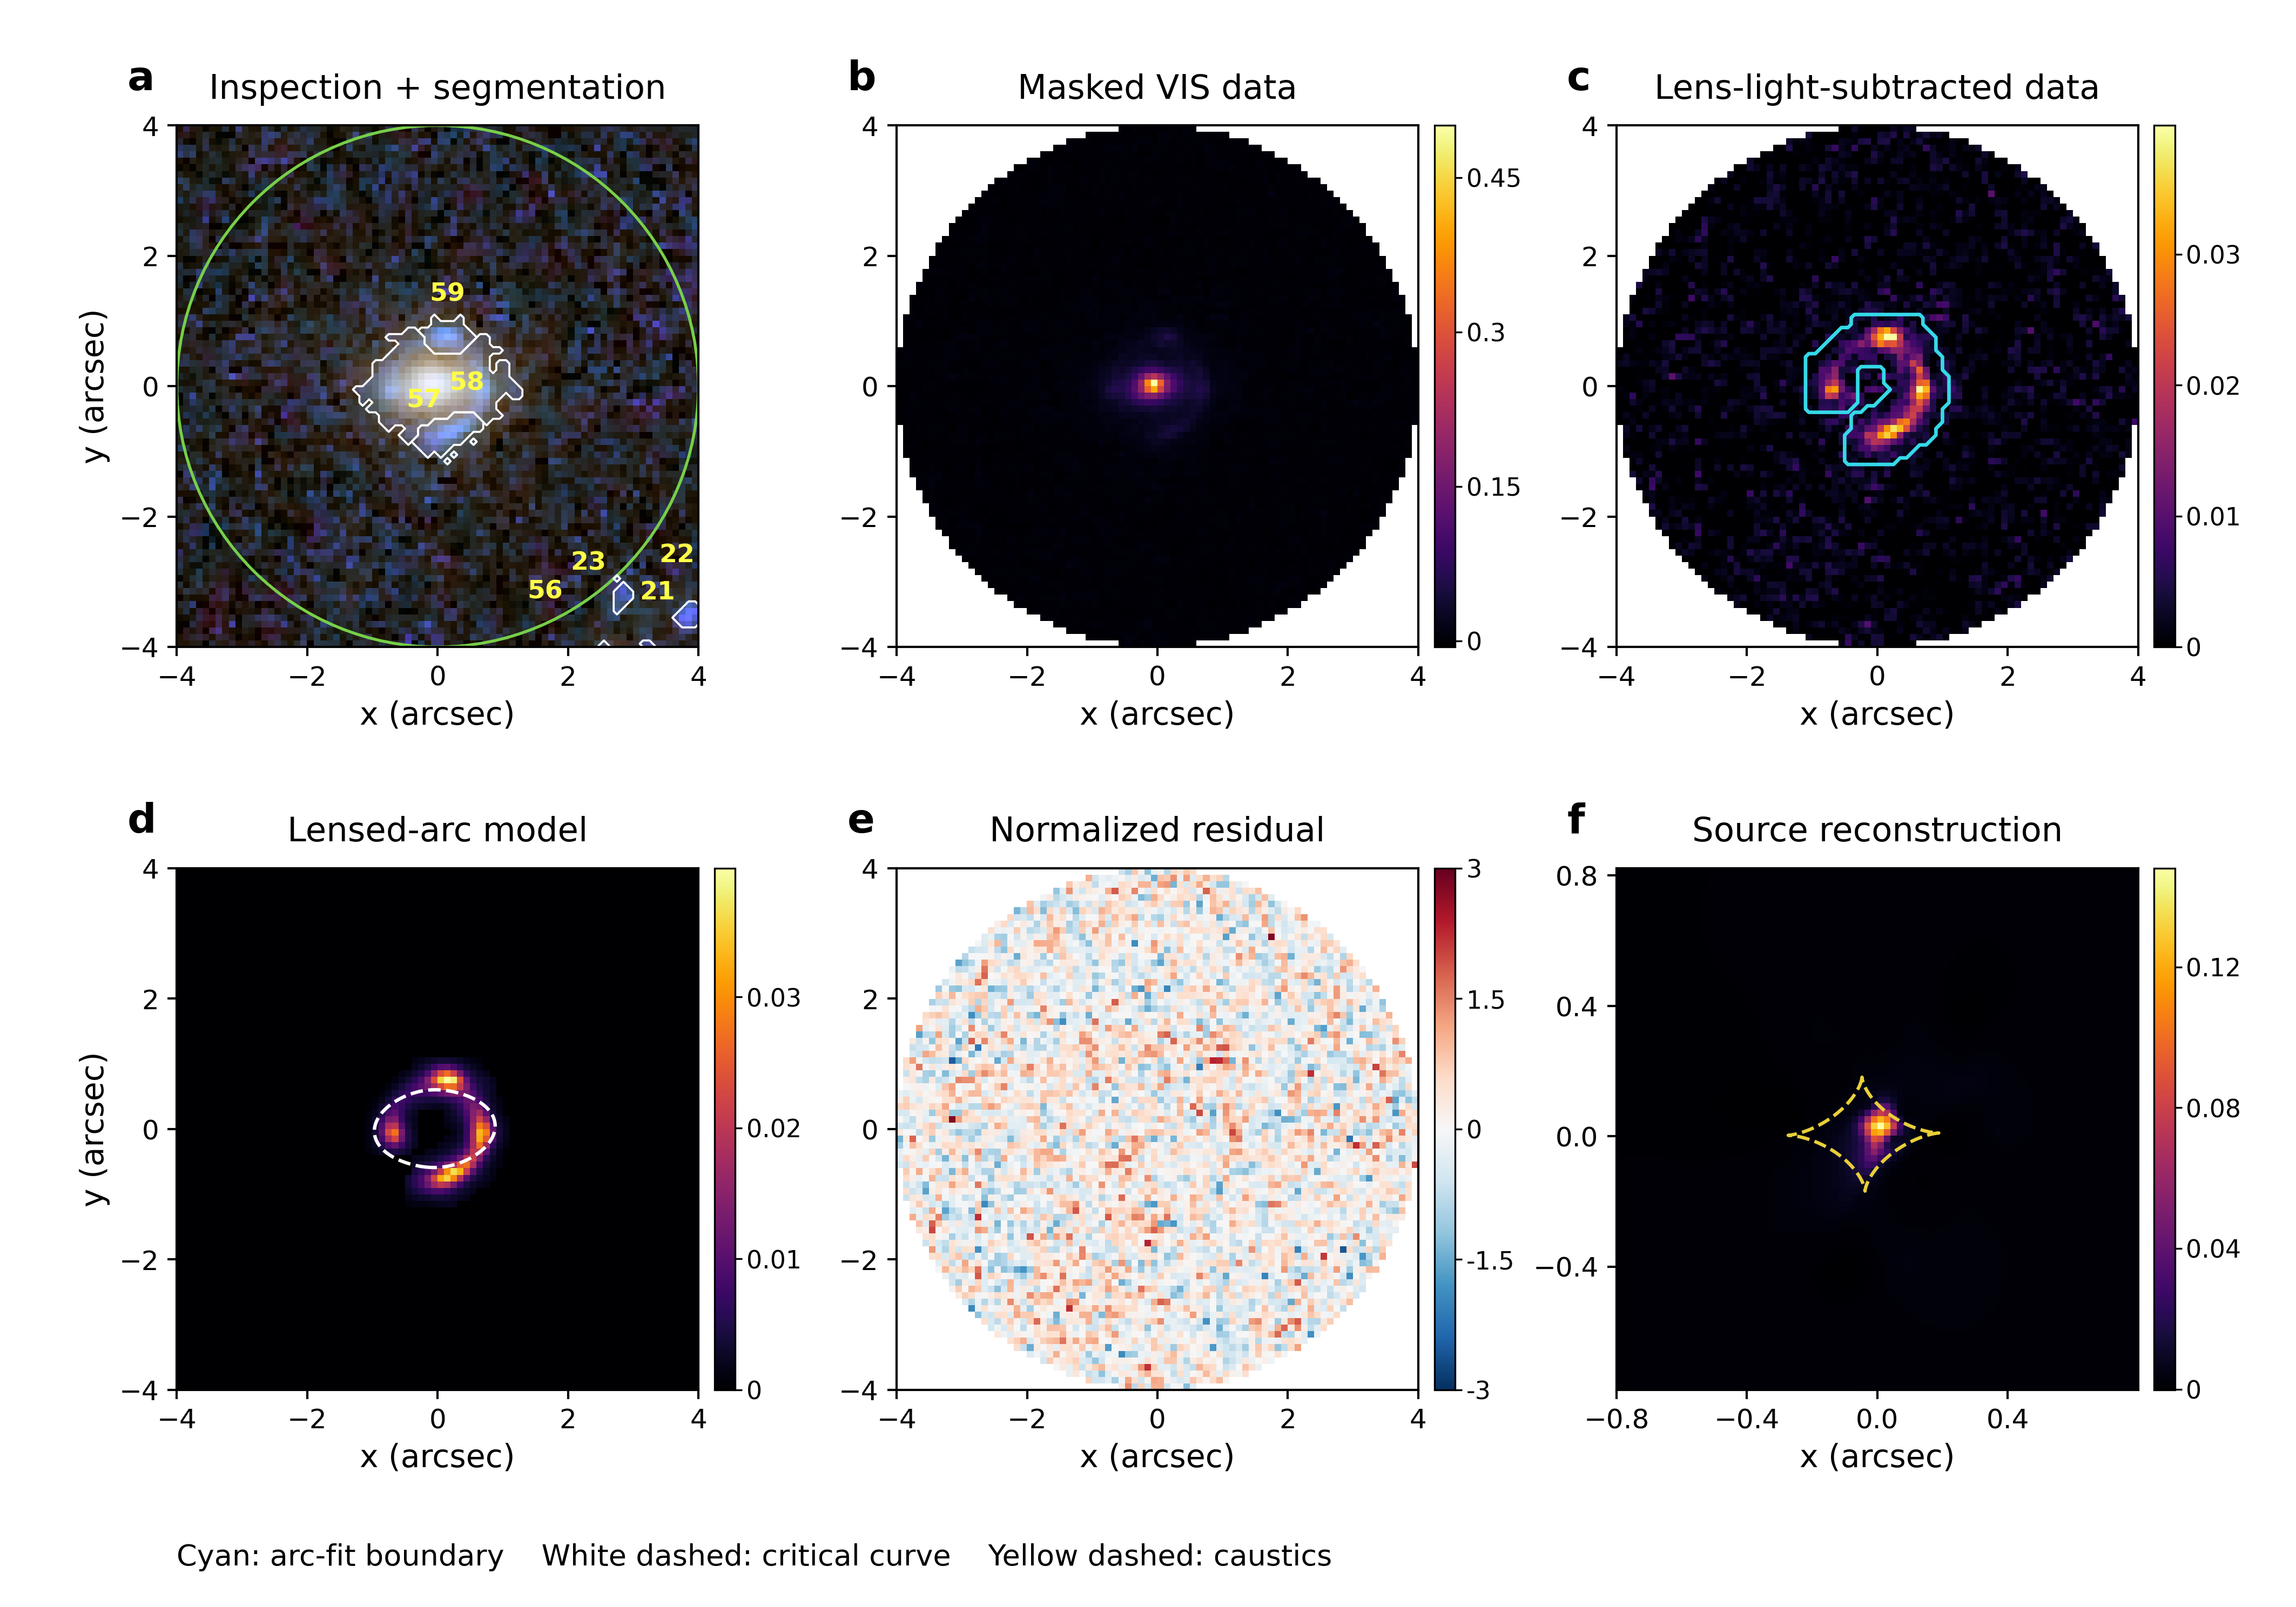 a Inspection + segmentation
4
2
0
−2
−4
y (arcsec)
59
58
57
23
22
56
21
−4 −2 0 2 4
x (arcsec)
b Masked VIS data
4
2
0
−2
−4
−4 −2 0 2 4
x (arcsec)
0.45
0.3
0.15
0
c Lens-light-subtracted data
4
2
0
−2
−4
−4 −2 0 2 4
x (arcsec)
0.03
0.02
0.01
0
d Lensed-arc model
4
2
0
−2
−4
y (arcsec)
−4 −2 0 2 4
x (arcsec)
0.03
0.02
0.01
0
e Normalized residual
4
2
0
−2
−4
−4 −2 0 2 4
x (arcsec)
3
1.5
0
-1.5
-3
f Source reconstruction
0.8
0.4
0.0
−0.4
−0.8 −0.4 0.0 0.4
x (arcsec)
0.12
0.08
0.04
0
Cyan: arc-fit boundary White dashed: critical curve Yellow dashed: caustics